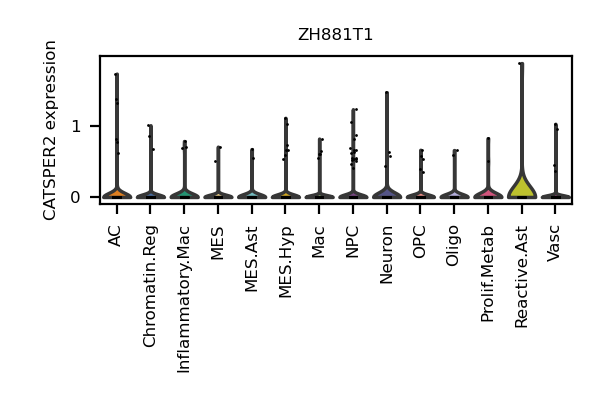 ZH881T1
CATSPER2 expression
1
0
AC
Chromatin.Reg
Inflammatory.Mac
MES
MES.Ast
MES.Hyp
Mac
NPC
Neuron
OPC
Oligo
Prolif.Metab
Reactive.Ast
Vasc